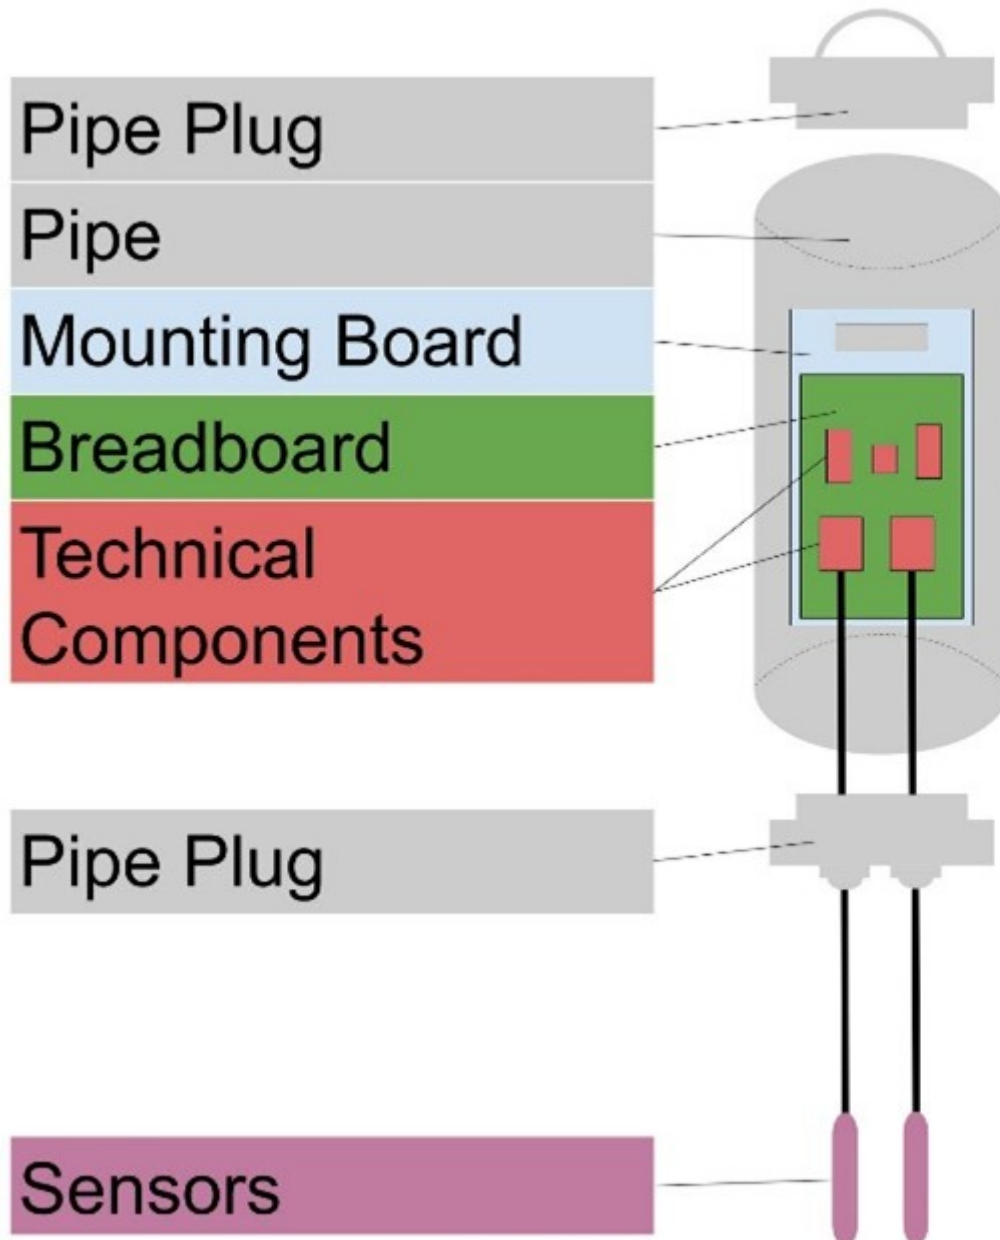 Pipe Plug
Pipe
Mounting Board
Breadboard
Technical
Components
Pipe Plug
Sensors